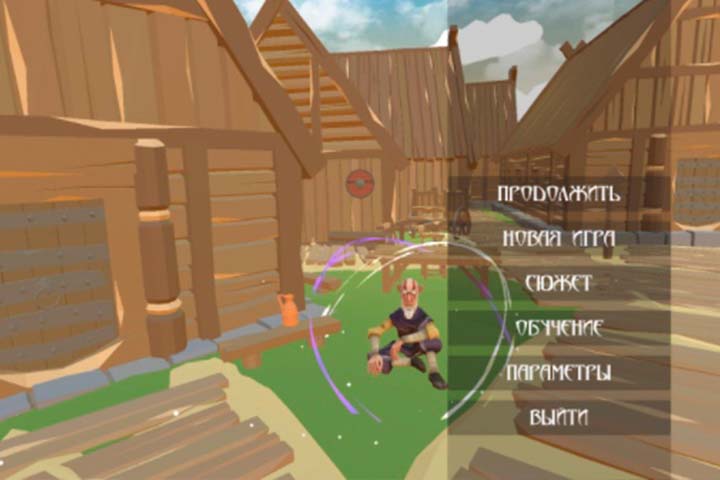 ПРОДОЛЖИТЬ
НОВАЯ ИГРА
СЮЖЕТ
ОБУЧЕНИЕ
ПАРАМЕТРЫ
ВЫЙТИ